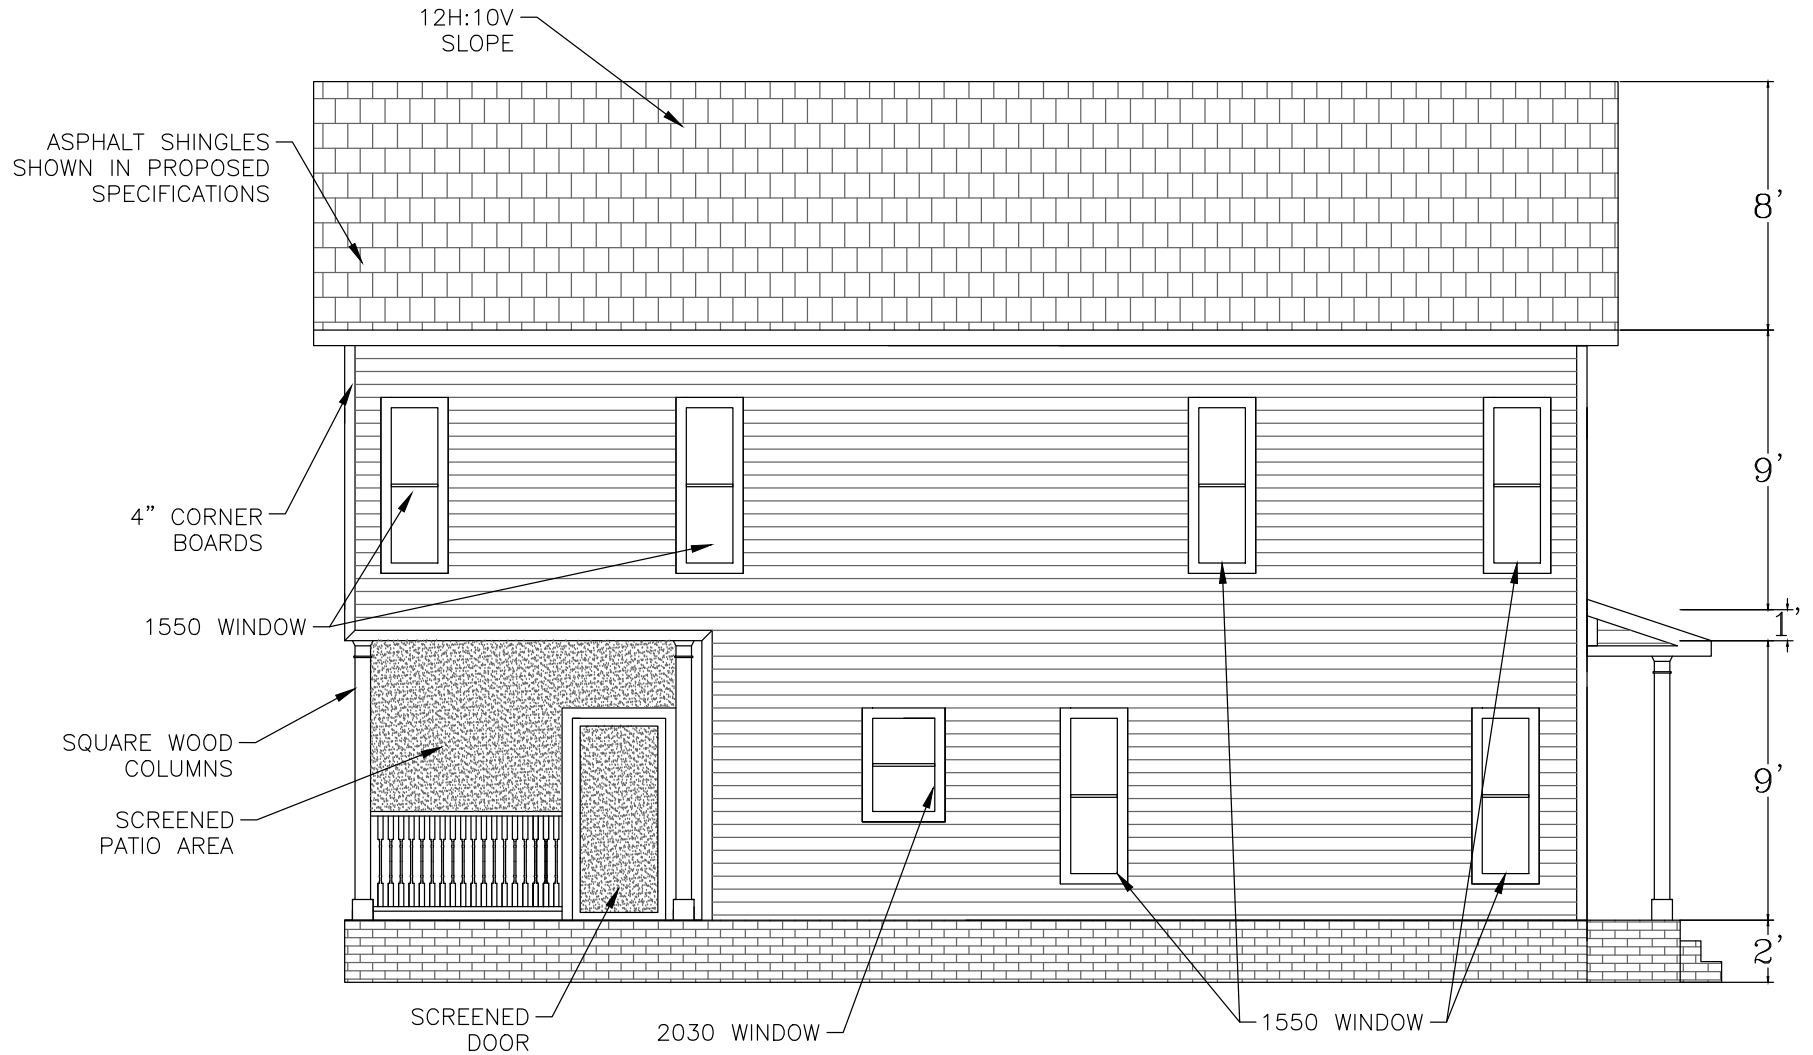 12H:10V
SLOPE
ASPHALT SHINGLES
SHOWN IN PROPOSED
SPECIFICATIONS
8'
9'
4" CORNER
BOARDS
1550 WINDOW
1'
SQUARE WOOD
COLUMNS
9'
SCREENED
PATIO AREA
2'
SCREENED
DOOR
2030 WINDOW
1550 WINDOW